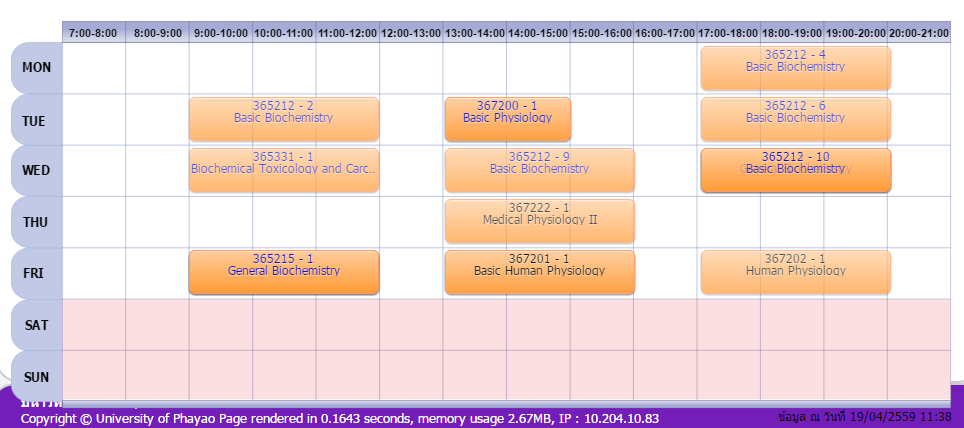 7:00-8:00 8:00-9:00 9:00-10:00 10:00-11:00 11:00-12:00 12:00-13:00 13:00-14:00 14:00-15:00 15:00-16:00 16:00-17:00 17:00-18:00 18:00-19:00 19:00-20:00 20:00-21:00
MON
365212 - 4
Basic Biochemistry
TUE
365212 - 2
Basic Biochemistry
367200 - 1
Basic Physiology
365212 - 6
Basic Biochemistry
WED
365331 - 1
Biochemical Toxicology and Carc...
365212 - 9
Basic Biochemistry
365212 - 10
Basic Biochemistry
THU
367222 - 1
Medical Physiology II
FRI
365215 - 1
General Biochemistry
367201 - 1
Basic Human Physiology
367202 - 1
Human Physiology
SAT
SUN
Copyright © University of Phayao Page rendered in 0.1643 seconds, memory usage 2.67MB, IP : 10.204.10.83
ข้อมูล ณ วันที่ 19/04/2559 11:38